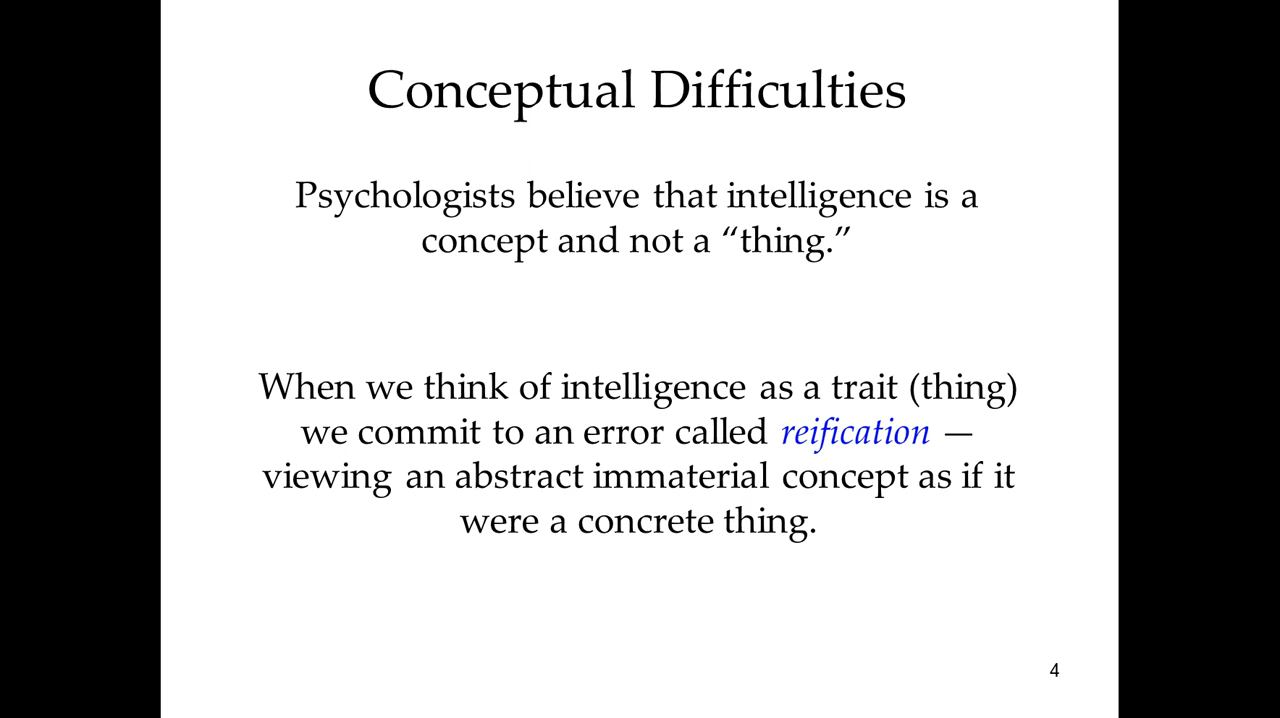 Conceptual Difficulties
Psychologists believe that intelligence is a
concept and not a “thing.”
When we think of intelligence as a trait (thing)
we commit to an error called reification —
viewing an abstract immaterial concept as if it
were a concrete thing.
4